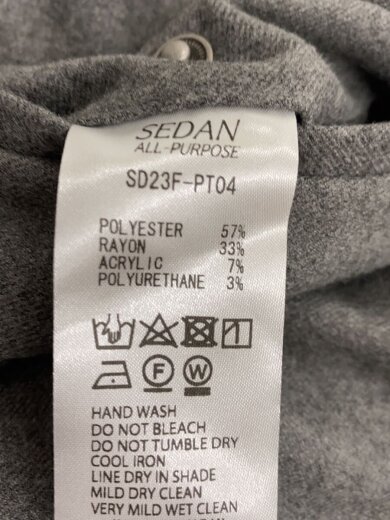 SEDAN
ALL-PURPOSE
SD23F-PT04
POLYESTER 57%
RAYON 33%
ACRYLIC 7%
POLYURETHANE 3%
F W
HAND WASH
DO NOT BLEACH
DO NOT TUMBLE DRY
COOL IRON
LINE DRY IN SHADE
MILD DRY CLEAN
VERY MILD WET CLEAN